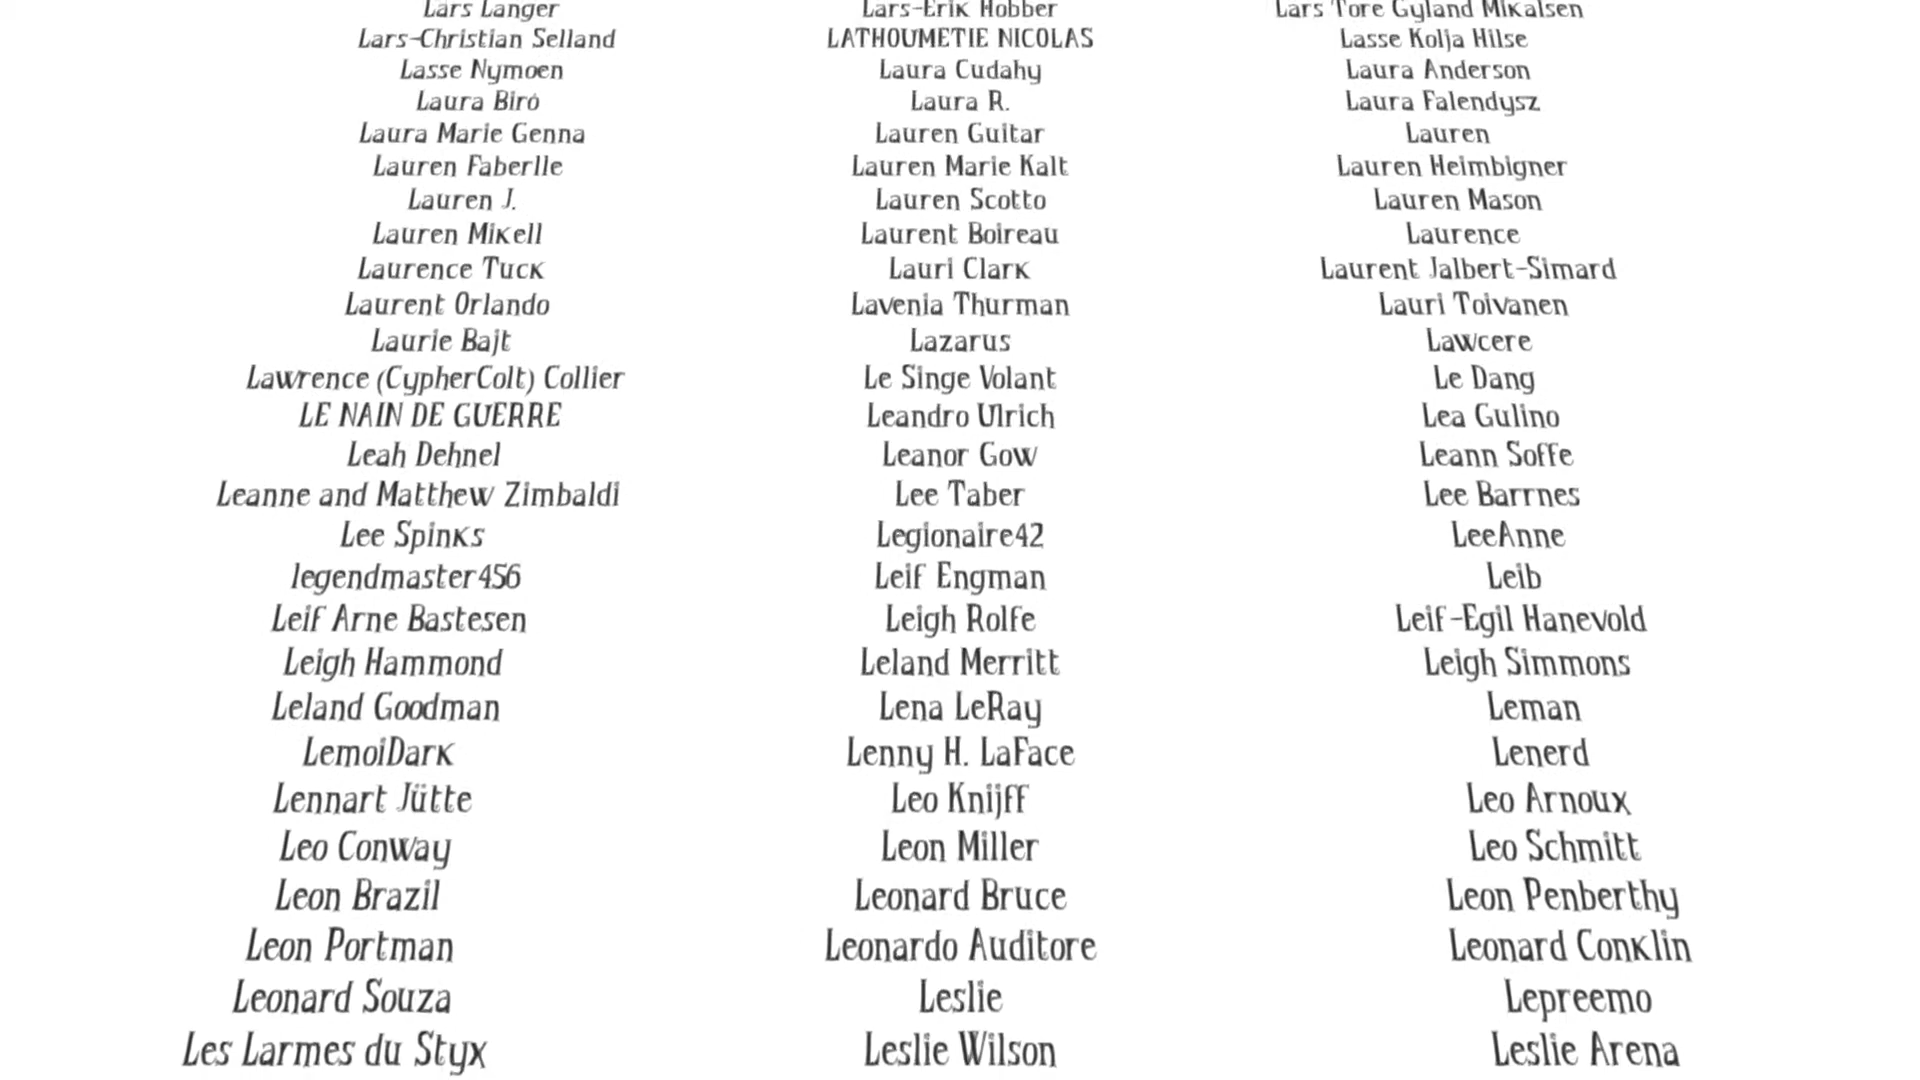 Lars Langer Lars-Erik Hobber Lars Tore Gyland Mikalsen
Lars-Christian Selland LATHOUMETIE NICOLAS Lasse Kolja Hilse
Lasse Nymoen Laura Cudahy Laura Anderson
Laura Biró Laura R. Laura Falendysz
Laura Marie Genna Lauren Guitar Lauren
Lauren Faberlle Lauren Marie Kalt Lauren Heimbigner
Lauren J. Lauren Scotto Lauren Mason
Lauren Mikell Laurent Boireau Laurence
Laurence Tuck Lauri Clark Laurent Jalbert-Simard
Laurent Orlando Lavenia Thurman Lauri Toivanen
Laurie Bajt Lazarus Lawcere
Lawrence (CypherColt) Collier Le Singe Volant Le Dang
LE NAIN DE GUERRE Leandro Ulrich Lea Gulino
Leah Dehnel Leanor Gow Leann Soffe
Leanne and Matthew Zimbaldi Lee Taber Lee Barrnes
Lee Spinks Legionaire42 LeeAnne
legendmaster456 Leif Engman Leib
Leif Arne Bastesen Leigh Rolfe Leif-Egil Hanevold
Leigh Hammond Leland Merritt Leigh Simmons
Leland Goodman Lena LeRay Leman
LemoiDark Lenny H. LaFace Lenerd
Lennart Jütte Leo Knijff Leo Arnoux
Leo Conway Leon Miller Leo Schmitt
Leon Brazil Leonard Bruce Leon Penberthy
Leon Portman Leonardo Auditore Leonard Conklin
Leonard Souza Leslie Lepreemo
Les Larmes du Styx Leslie Wilson Leslie Arena